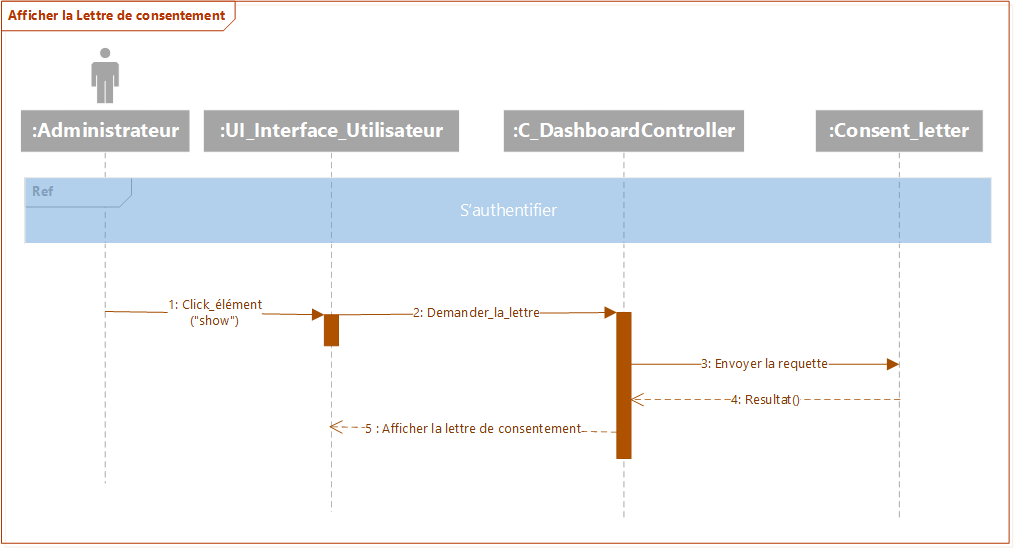 Afficher la Lettre de consentement
:Administrateur
:UI_Interface_Utilisateur
:C_DashboardController
:Consent_letter
Ref
S'authentifier
1: Click_élément
("show")
2: Demander_la_lettre
3: Envoyer la requette
4: Resultat()
5 : Afficher la lettre de consentement